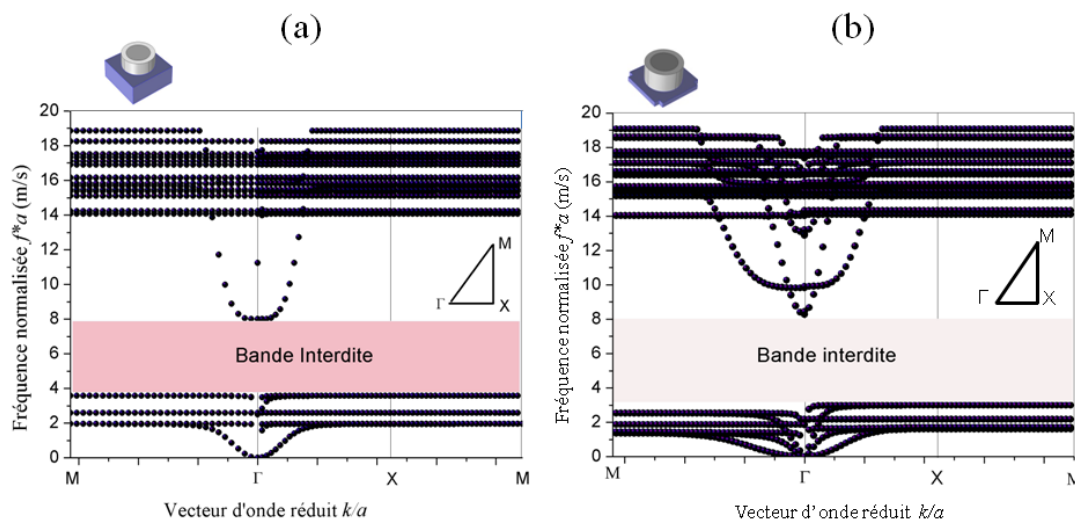 (a)
(b)
Fréquence normalisée f*a (m/s)
20
18
16
14
12
10
8
6
4
2
0
Bande Interdite
M
Γ
X
M
Γ
X
M
Vecteur d'onde réduit k/a
Fréquence normalisée f*a (m/s)
20
18
16
14
12
10
8
6
4
2
0
Bande interdite
M
Γ
X
M
Γ
X
M
Vecteur d'onde réduit k/a